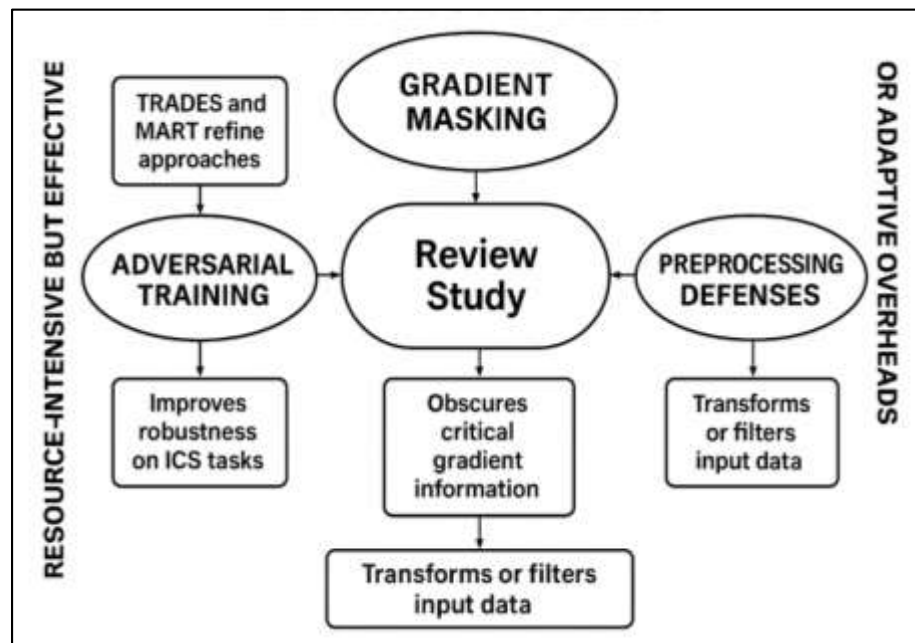 RESOURCE-INTENSIVE BUT EFFECTIVE
TRADES and
MART refine
approaches
GRADIENT
MASKING
OR ADAPTIVE OVERHEADS
ADVERSARIAL
TRAINING
Review
Study
PREPROCESSING
DEFENSES
Improves
robustness
on ICS tasks
Obscures
critical
gradient
information
Transforms
or filters
input data
Transforms or filters
input data